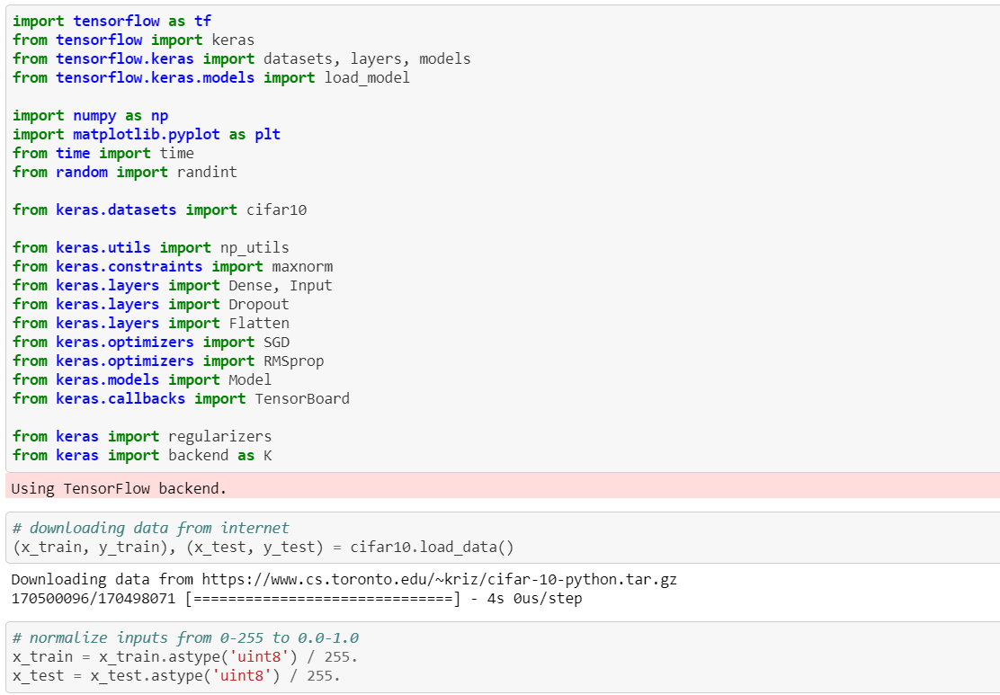 import tensorflow as tf
from tensorflow import keras
from tensorflow.keras import datasets, layers, models
from tensorflow.keras.models import load_model
import numpy as np
import matplotlib.pyplot as plt
from time import time
from random import randint
from keras.datasets import cifar10
from keras.utils import np_utils
from keras.constraints import maxnorm
from keras.layers import Dense, Input
from keras.layers import Dropout
from keras.layers import Flatten
from keras.optimizers import SGD
from keras.optimizers import RMSprop
from keras.models import Model
from keras.callbacks import TensorBoard
from keras import regularizers
from keras import backend as K
Using TensorFlow backend.
# downloading data from internet
(x_train, y_train), (x_test, y_test) = cifar10.load_data()
Downloading data from https://www.cs.toronto.edu/~kriz/cifar-10-python.tar.gz
170500096/170498071 [==============================] - 4s 0us/step
# normalize inputs from 0-255 to 0.0-1.0
x_train = x_train.astype('uint8') / 255.
x_test = x_test.astype('uint8') / 255.